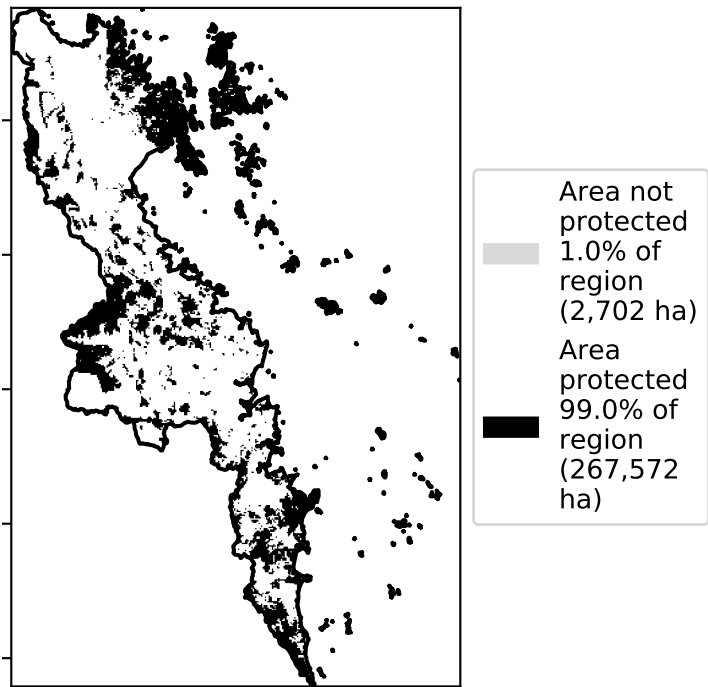 Area not
protected
1.0% of
region
(2,702 ha)
Area
protected
99.0% of
region
(267,572
ha)